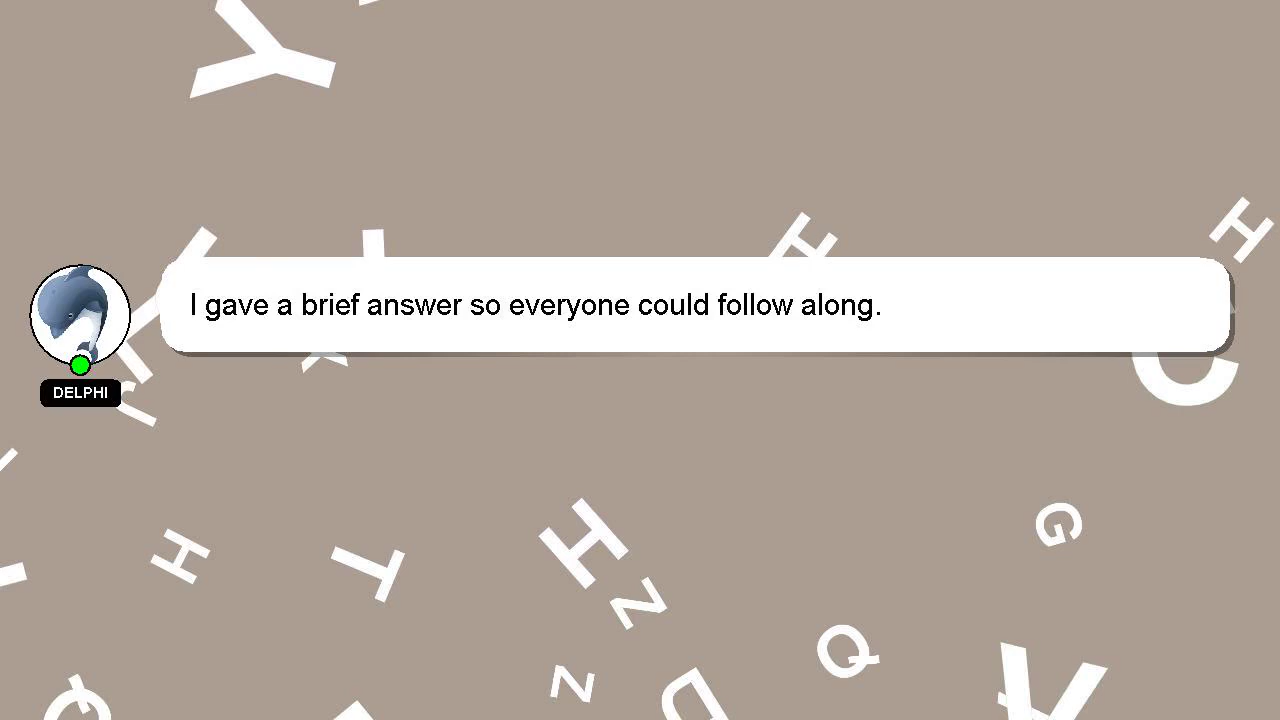 I gave a brief answer so everyone could follow along.
DELPHI
Y
H
H
C
H
T
H
G
Z
Q
Z
D
V
Q